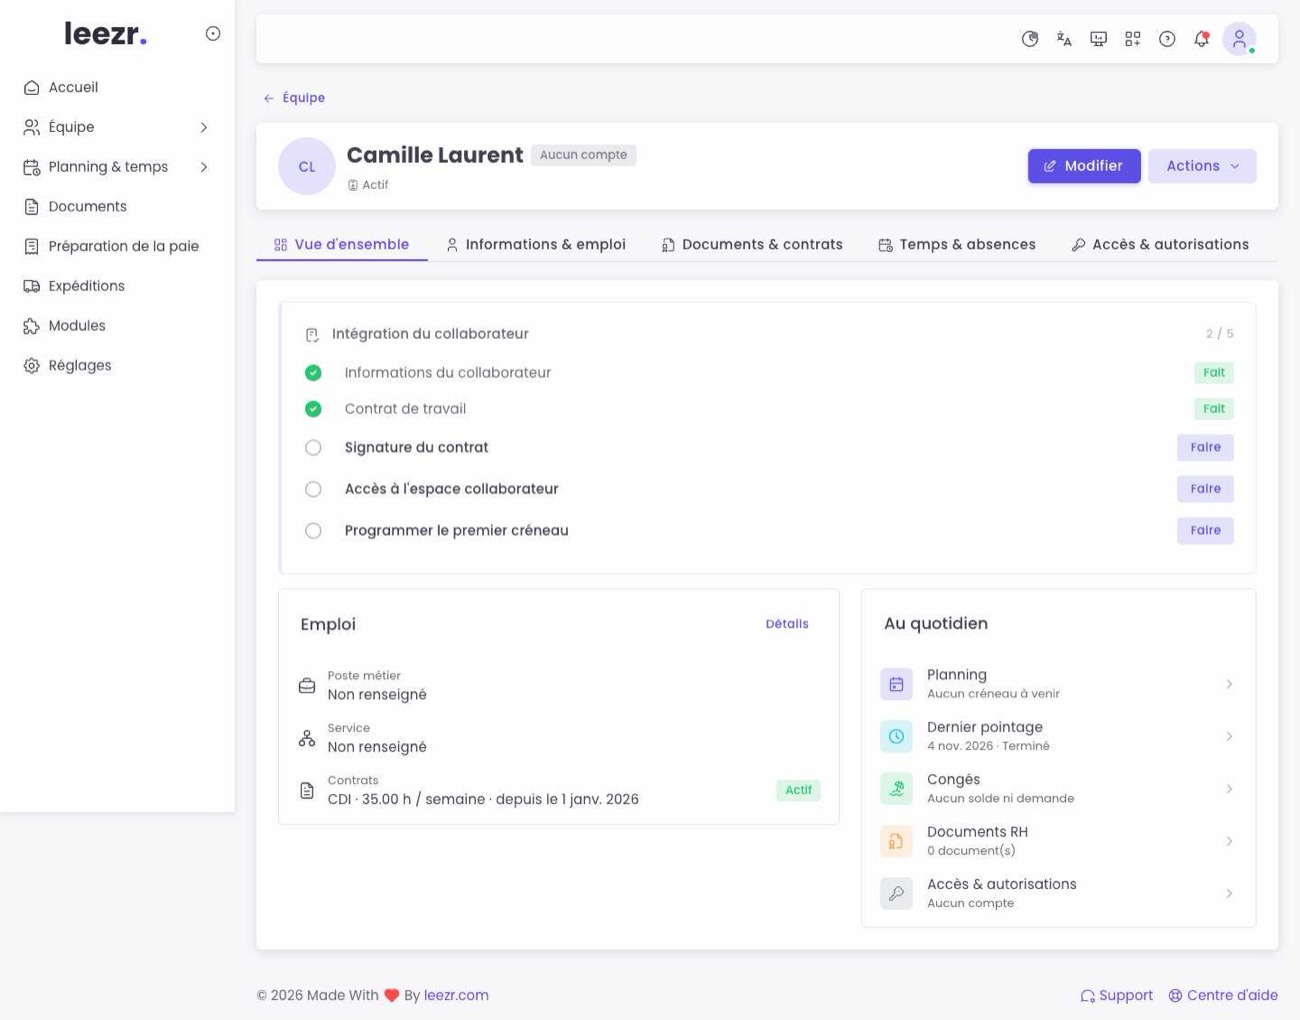 leezr.
Accueil
Équipe
Planning & temps
Documents
Préparation de la paie
Expéditions
Modules
Réglages
← Équipe
CL
Camille Laurent
Aucun compte
Actif
Modifier
Actions
Vue d'ensemble
Informations & emploi
Documents & contrats
Temps & absences
Accès & autorisations
Intégration du collaborateur
2 / 5
Informations du collaborateur
Fait
Contrat de travail
Fait
Signature du contrat
Faire
Accès à l'espace collaborateur
Faire
Programmer le premier créneau
Faire
Emploi
Détails
Poste métier
Non renseigné
Service
Non renseigné
Contrats
CDI · 35.00 h / semaine · depuis le 1 janv. 2026
Actif
Au quotidien
Planning
Aucun créneau à venir
Dernier pointage
4 nov. 2026 · Terminé
Congés
Aucun solde ni demande
Documents RH
0 document(s)
Accès & autorisations
Aucun compte
© 2026 Made With ❤ By leezr.com
Support
Centre d'aide